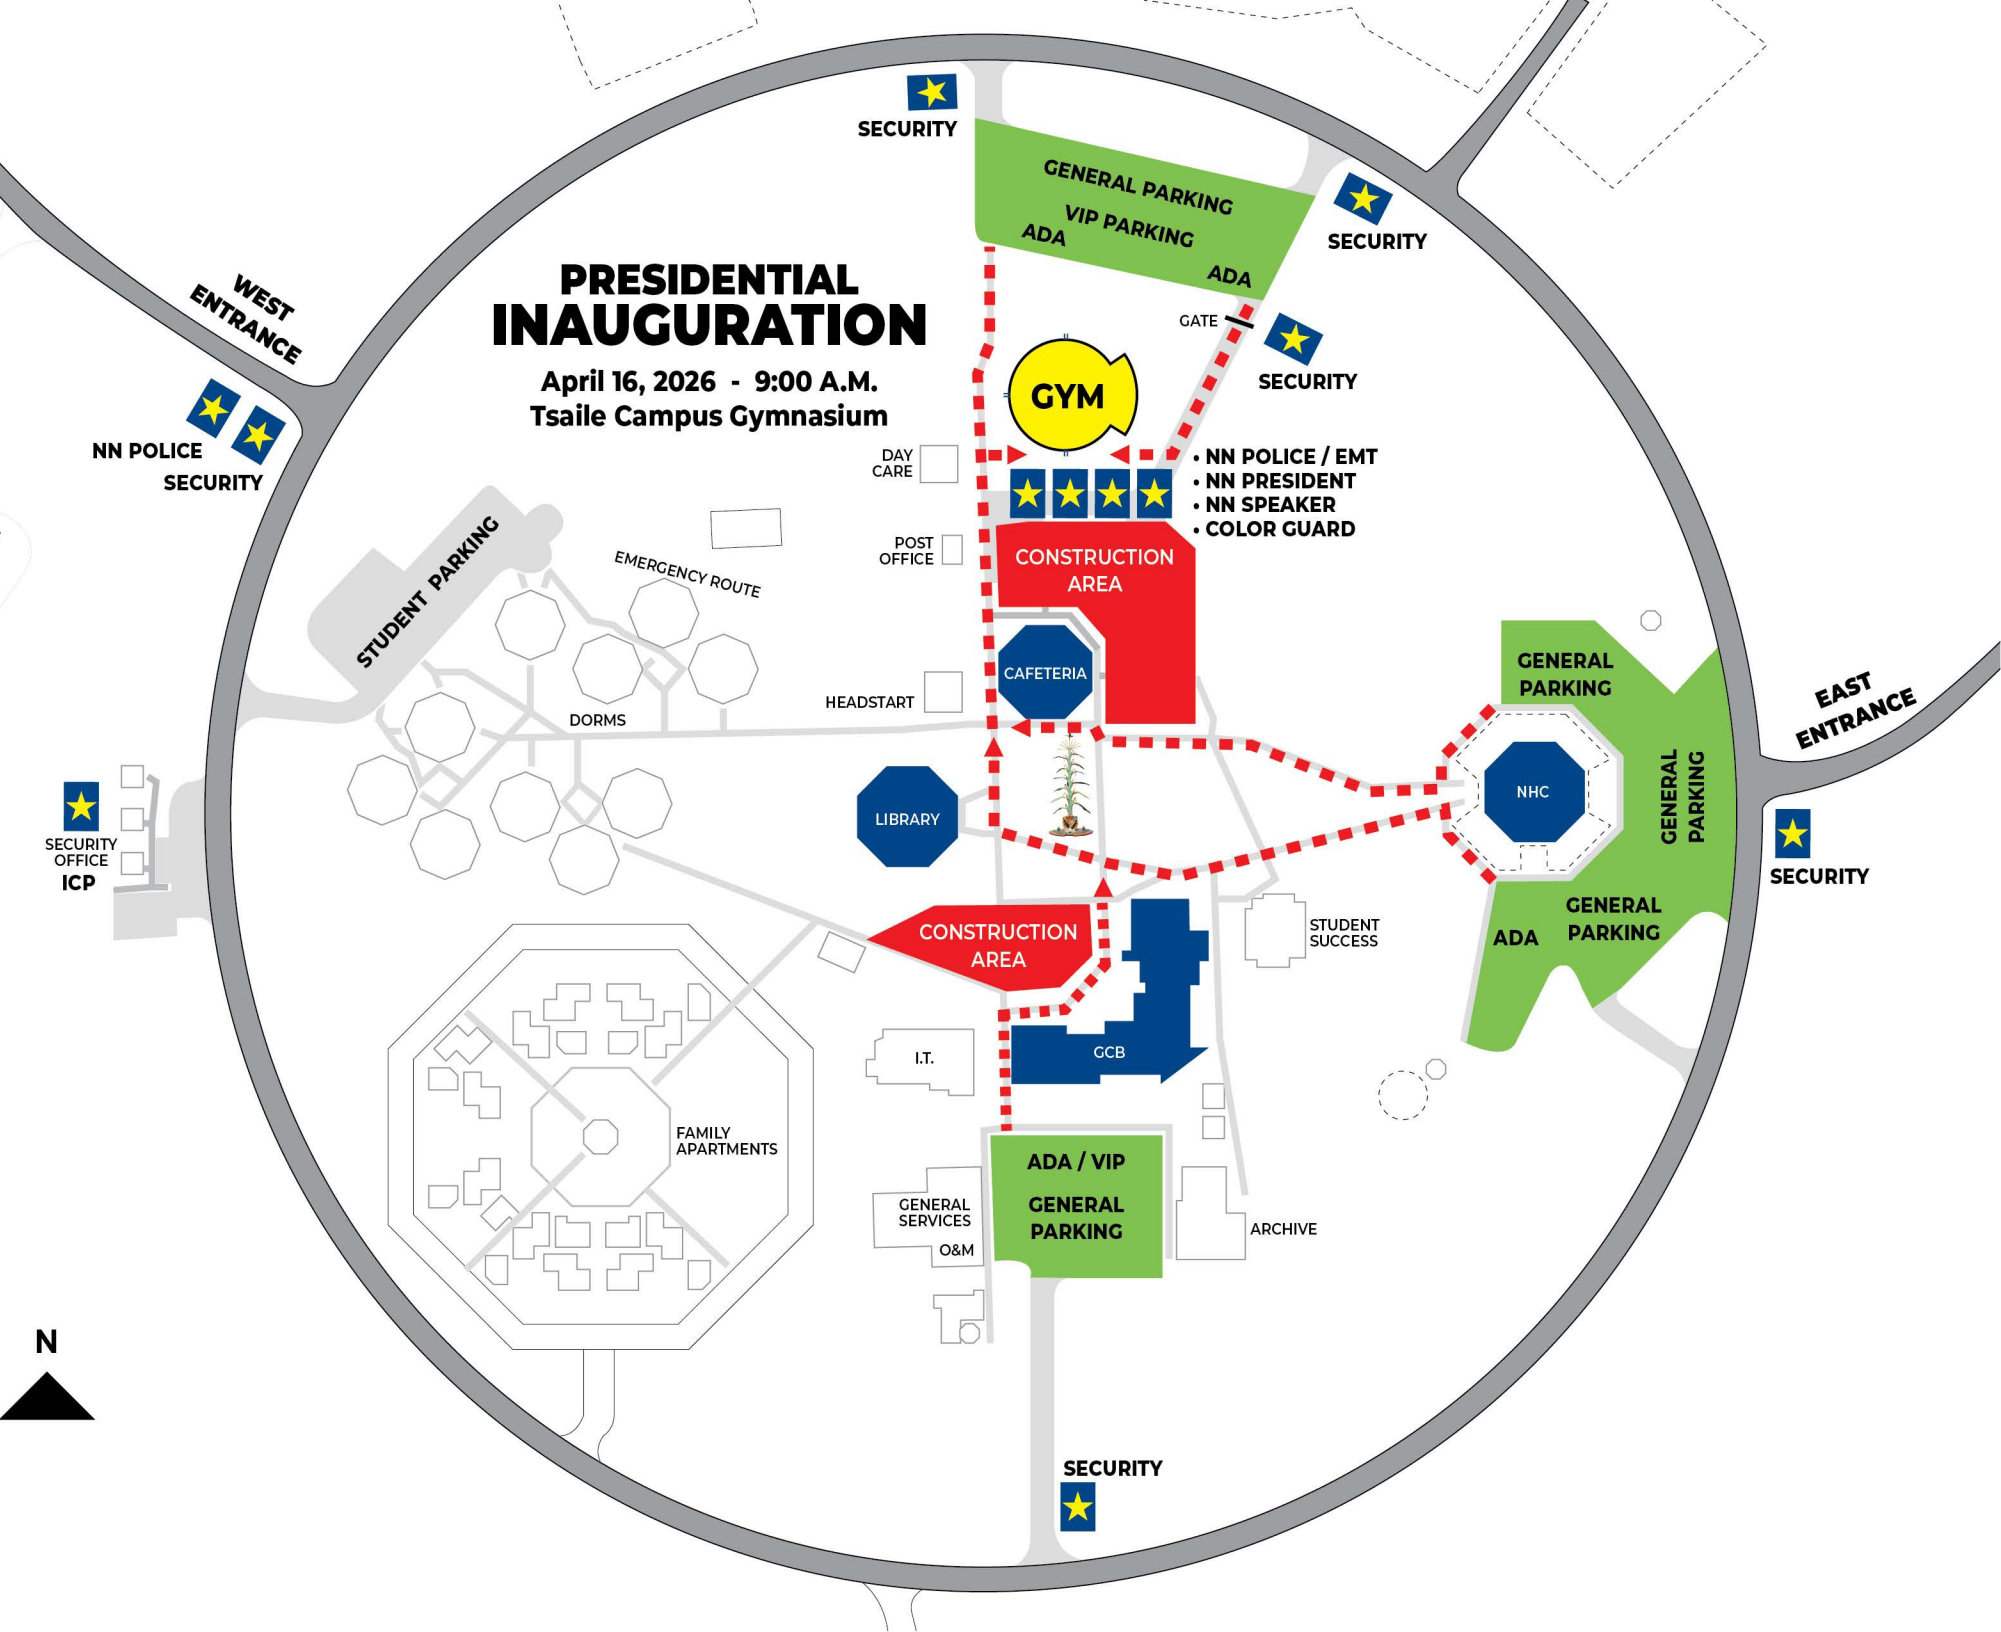 SECURITY
GENERAL PARKING
VIP PARKING
ADA
ADA
SECURITY
PRESIDENTIAL
INAUGURATION
April 16, 2026 - 9:00 A.M.
Tsaile Campus Gymnasium
WEST
ENTRANCE
GATE
SECURITY
GYM
NN POLICE
SECURITY
DAY
CARE
• NN POLICE / EMT
• NN PRESIDENT
• NN SPEAKER
• COLOR GUARD
STUDENT PARKING
EMERGENCY ROUTE
POST
OFFICE
CONSTRUCTION
AREA
CAFETERIA
HEADSTART
DORMS
GENERAL
PARKING
EAST
ENTRANCE
GENERAL
PARKING
NHC
LIBRARY
SECURITY
OFFICE
ICP
SECURITY
GENERAL
PARKING
ADA
CONSTRUCTION
AREA
STUDENT
SUCCESS
I.T.
GCB
FAMILY
APARTMENTS
ADA / VIP
GENERAL
PARKING
GENERAL
SERVICES
O&M
ARCHIVE
N
SECURITY